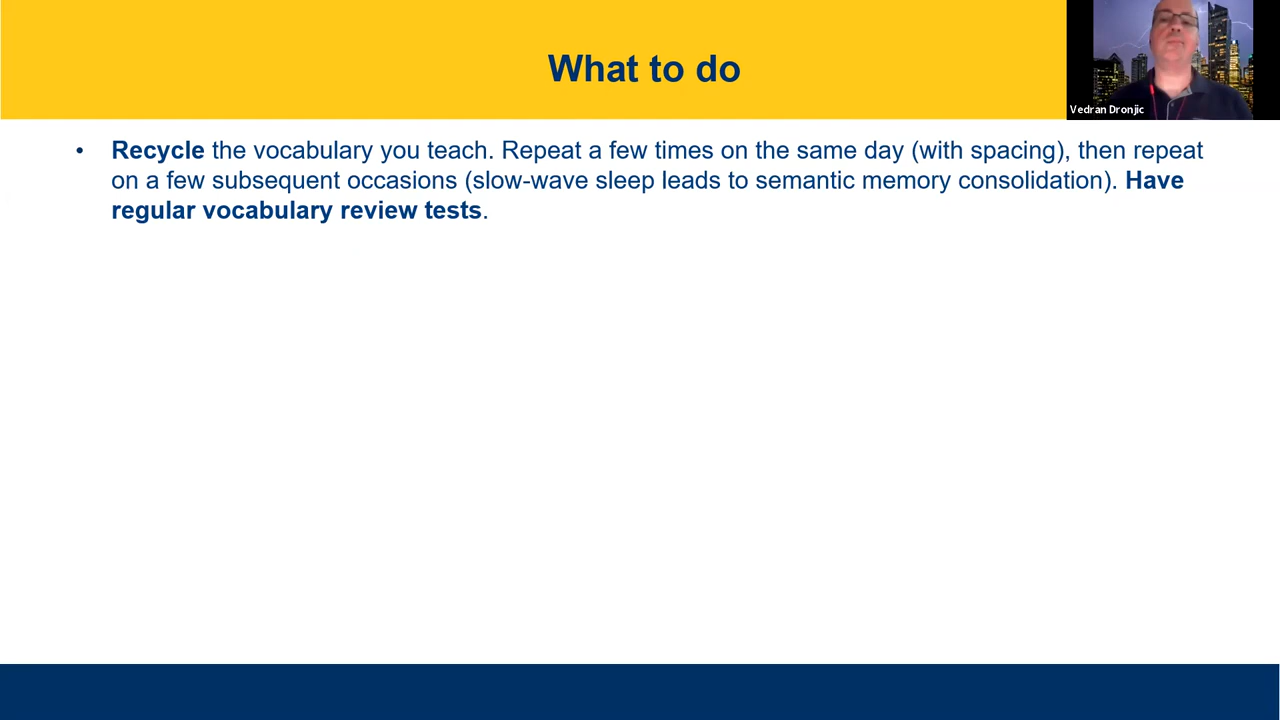 What to do
Vedran Dronjic
• Recycle the vocabulary you teach. Repeat a few times on the same day (with spacing), then repeat
on a few subsequent occasions (slow-wave sleep leads to semantic memory consolidation). Have
regular vocabulary review tests.